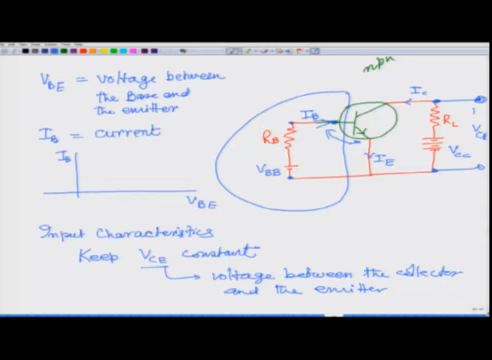 V_BE = voltage between
the Base and
the emitter
I_B = current
I_B
V_BE
Input Characteristics
Keep V_CE constant
voltage between the collector
and the emitter
npn
I_B
I_C
R_B
R_L
V_CE
V_BB
I_E
V_CC